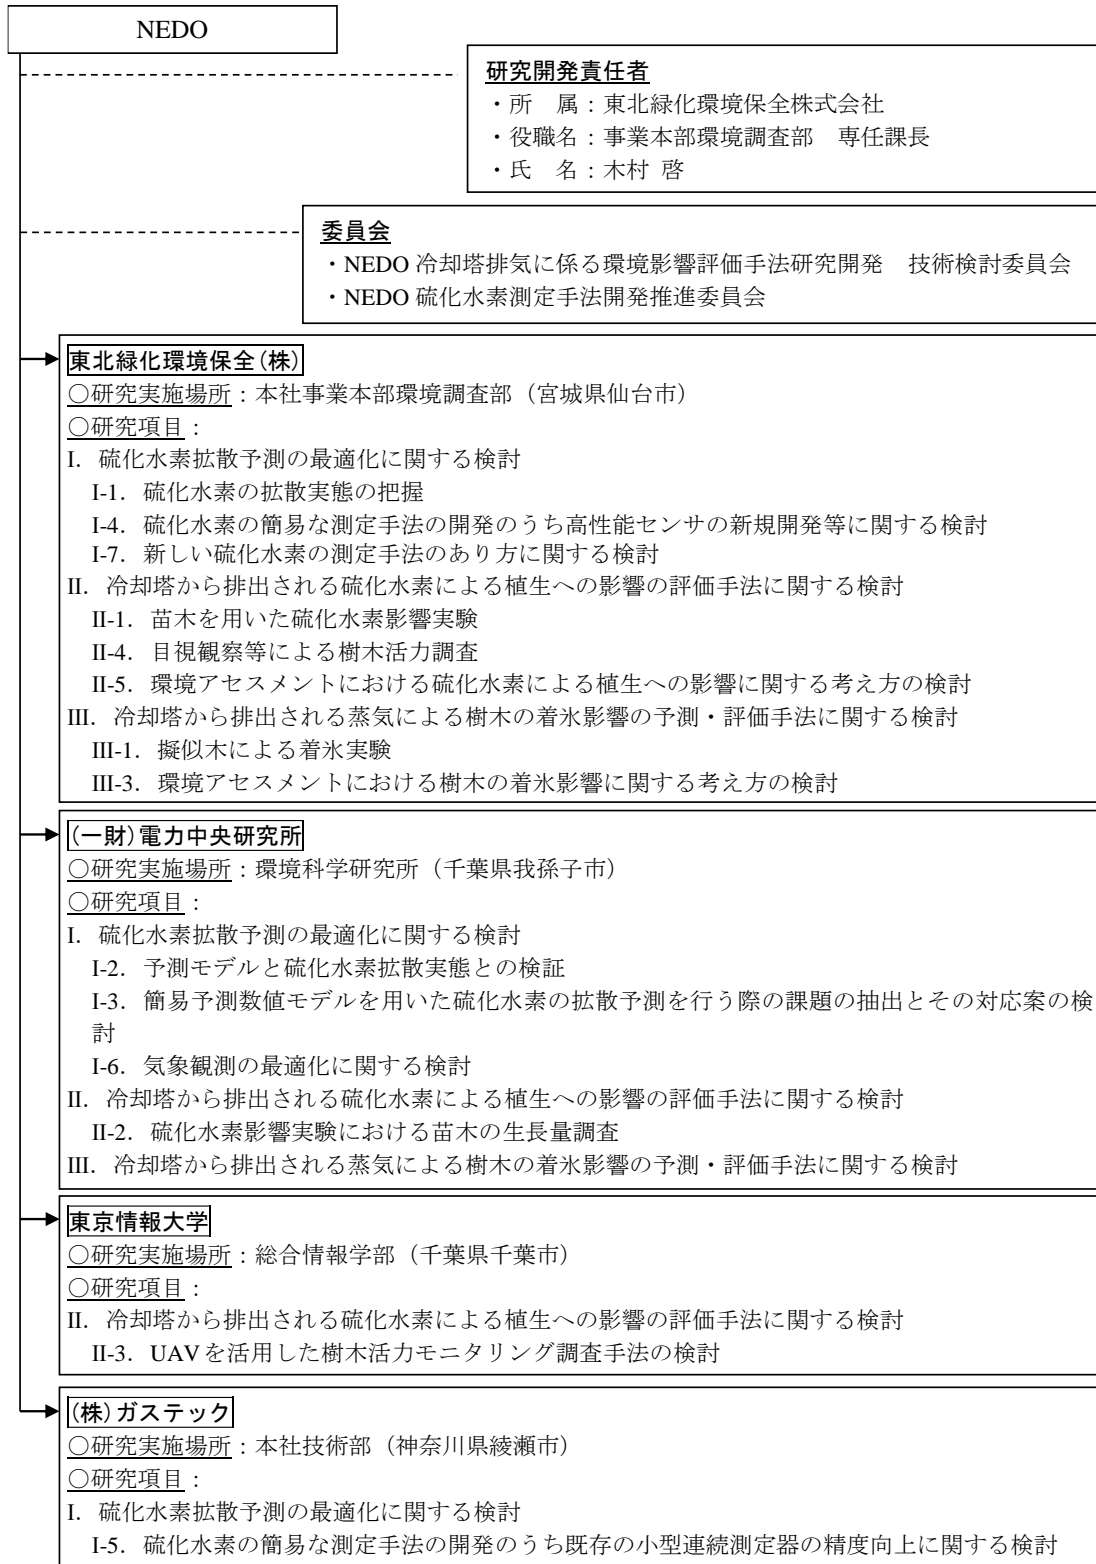 NEDO
研究開発責任者
・所　属：東北緑化環境保全株式会社
・役職名：事業本部環境調査部　専任課長
・氏　名：木村 啓
委員会
・NEDO 冷却塔排気に係る環境影響評価手法研究開発　技術検討委員会
・NEDO 硫化水素測定手法開発推進委員会
東北緑化環境保全(株)
○研究実施場所：本社事業本部環境調査部（宮城県仙台市）
○研究項目：
I. 硫化水素拡散予測の最適化に関する検討
I-1. 硫化水素の拡散実態の把握
I-4. 硫化水素の簡易な測定手法の開発のうち高性能センサの新規開発等に関する検討
I-7. 新しい硫化水素の測定手法のあり方に関する検討
II. 冷却塔から排出される硫化水素による植生への影響の評価手法に関する検討
II-1. 苗木を用いた硫化水素影響実験
II-4. 目視観察等による樹木活力調査
II-5. 環境アセスメントにおける硫化水素による植生への影響に関する考え方の検討
III. 冷却塔から排出される蒸気による樹木の着氷影響の予測・評価手法に関する検討
III-1. 擬似木による着氷実験
III-3. 環境アセスメントにおける樹木の着氷影響に関する考え方の検討
(一財)電力中央研究所
○研究実施場所：環境科学研究所（千葉県我孫子市）
○研究項目：
I. 硫化水素拡散予測の最適化に関する検討
I-2. 予測モデルと硫化水素拡散実態との検証
I-3. 簡易予測数値モデルを用いた硫化水素の拡散予測を行う際の課題の抽出とその対応案の検
討
I-6. 気象観測の最適化に関する検討
II. 冷却塔から排出される硫化水素による植生への影響の評価手法に関する検討
II-2. 硫化水素影響実験における苗木の生長量調査
III. 冷却塔から排出される蒸気による樹木の着氷影響の予測・評価手法に関する検討
東京情報大学
○研究実施場所：総合情報学部（千葉県千葉市）
○研究項目：
II. 冷却塔から排出される硫化水素による植生への影響の評価手法に関する検討
II-3. UAVを活用した樹木活力モニタリング調査手法の検討
(株)ガステック
○研究実施場所：本社技術部（神奈川県綾瀬市）
○研究項目：
I. 硫化水素拡散予測の最適化に関する検討
I-5. 硫化水素の簡易な測定手法の開発のうち既存の小型連続測定器の精度向上に関する検討